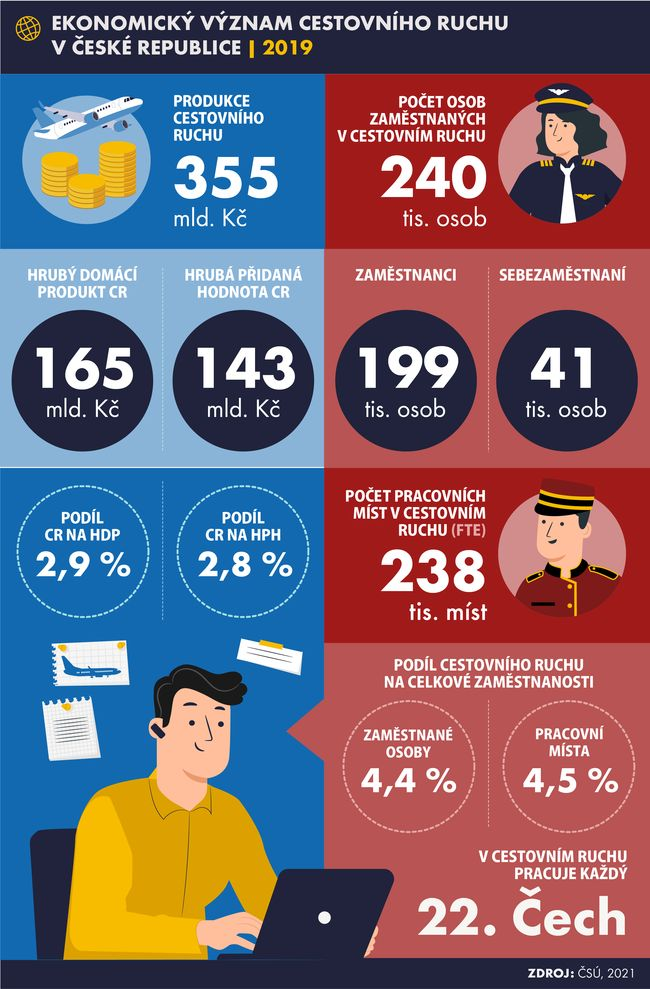 EKONOMICKÝ VÝZNAM CESTOVNÍHO RUCHU
V ČESKÉ REPUBLICE | 2019
PRODUKCE
CESTOVNÍHO
RUCHU
355
mld. Kč
POČET OSOB
ZAMĚSTNANÝCH
V CESTOVNÍM RUCHU
240
tis. osob
HRUBÝ DOMÁCÍ
PRODUKT CR
165
mld. Kč
HRUBÁ PŘIDANÁ
HODNOTA CR
143
mld. Kč
ZAMĚSTNANCI
199
tis. osob
SEBEZAMĚSTNANÍ
41
tis. osob
PODÍL
CR NA HDP
2,9 %
PODÍL
CR NA HPH
2,8 %
POČET PRACOVNÍCH
MÍST V CESTOVNÍM
RUCHU (FTE)
238
tis. míst
PODÍL CESTOVNÍHO RUCHU
NA CELKOVÉ ZAMĚSTNANOSTI
ZAMĚSTNANÉ
OSOBY
4,4 %
PRACOVNÍ
MÍSTA
4,5 %
V CESTOVNÍM RUCHU
PRACUJE KAŽDÝ
22. Čech
ZDROJ: ČSÚ, 2021